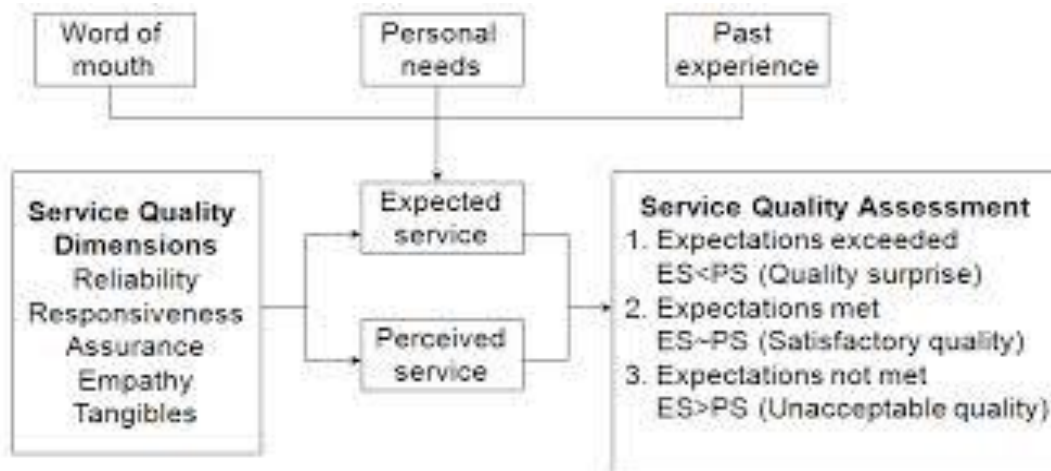 Word of
mouth
Personal
needs
Past
experience
Service Quality
Dimensions
Reliability
Responsiveness
Assurance
Empathy
Tangibles
Expected
service
Perceived
service
Service Quality Assessment
1. Expectations exceeded
ES<PS (Quality surprise)
2. Expectations met
ES~PS (Satisfactory quality)
3. Expectations not met
ES>PS (Unacceptable quality)